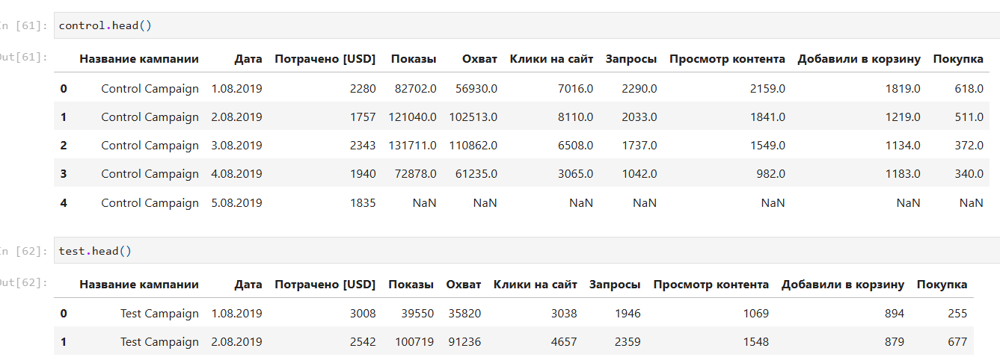 In [61]: control.head()
Out[61]:
Название кампании Дата Потрачено [USD] Показы Охват Клики на сайт Запросы Просмотр контента Добавили в корзину Покупка
0 Control Campaign 1.08.2019 2280 82702.0 56930.0 7016.0 2290.0 2159.0 1819.0 618.0
1 Control Campaign 2.08.2019 1757 121040.0 102513.0 8110.0 2033.0 1841.0 1219.0 511.0
2 Control Campaign 3.08.2019 2343 131711.0 110862.0 6508.0 1737.0 1549.0 1134.0 372.0
3 Control Campaign 4.08.2019 1940 72878.0 61235.0 3065.0 1042.0 982.0 1183.0 340.0
4 Control Campaign 5.08.2019 1835 NaN NaN NaN NaN NaN NaN NaN
In [62]: test.head()
Out[62]:
Название кампании Дата Потрачено [USD] Показы Охват Клики на сайт Запросы Просмотр контента Добавили в корзину Покупка
0 Test Campaign 1.08.2019 3008 39550 35820 3038 1946 1069 894 255
1 Test Campaign 2.08.2019 2542 100719 91236 4657 2359 1548 879 677